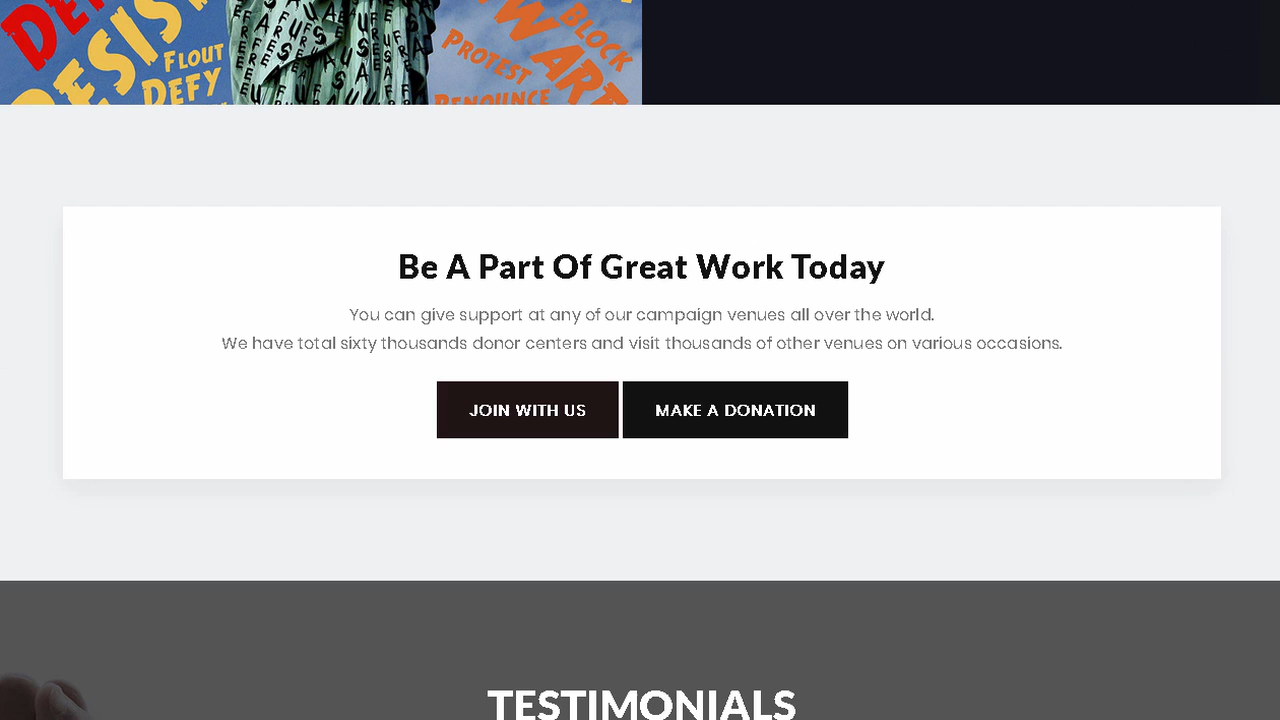 FLOUT
DEFY
PROTEST
BLOCK
RENOUNCE
Be A Part Of Great Work Today
You can give support at any of our campaign venues all over the world.
We have total sixty thousands donor centers and visit thousands of other venues on various occasions.
JOIN WITH US MAKE A DONATION
TESTIMONIALS